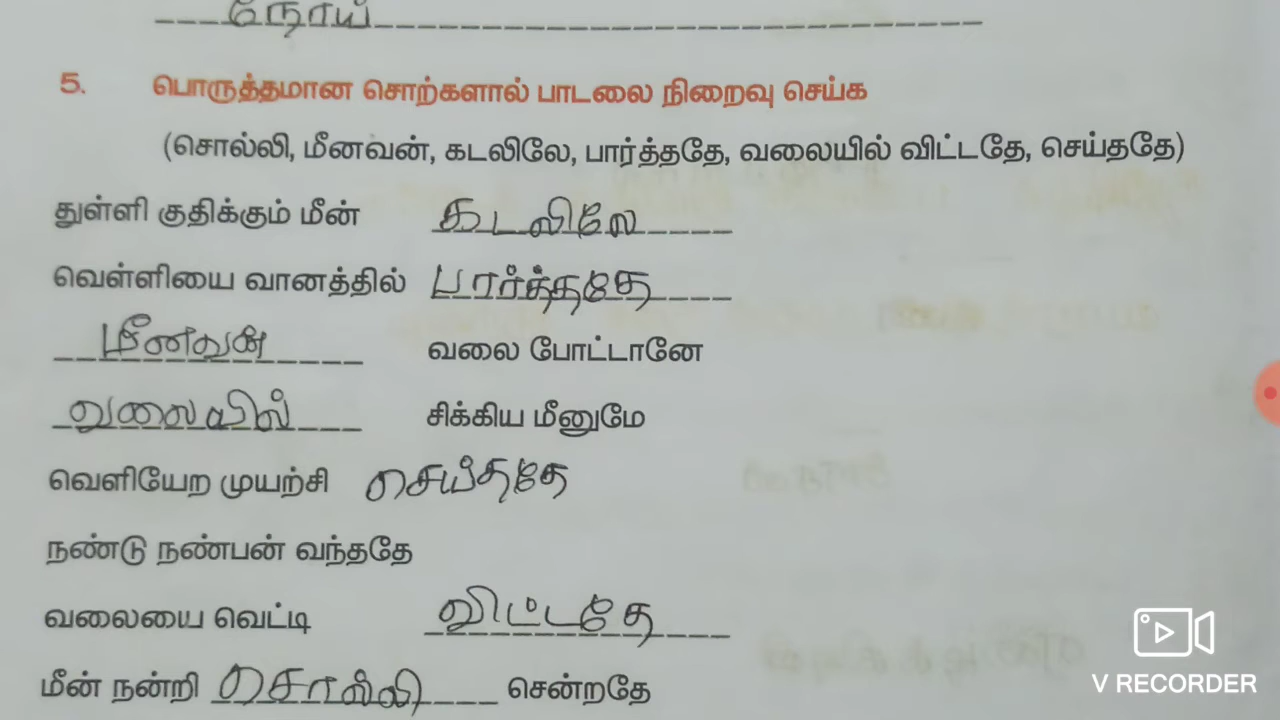 நோய்
5. பொருத்தமான சொற்களால் பாடலை நிறைவு செய்க
(சொல்லி, மீனவன், கடலிலே, பார்த்ததே, வலையில் விட்டதே, செய்ததே)
துள்ளி குதிக்கும் மீன் கடலிலே
வெள்ளியை வானத்தில் பார்த்ததே
மீனவன் வலை போட்டானே
வலையில் சிக்கிய மீனுமே
வெளியேற முயற்சி செய்ததே
நண்டு நண்பன் வந்ததே
வலையை வெட்டி விட்டதே
மீன் நன்றி சொல்லி சென்றதே
V RECORDER